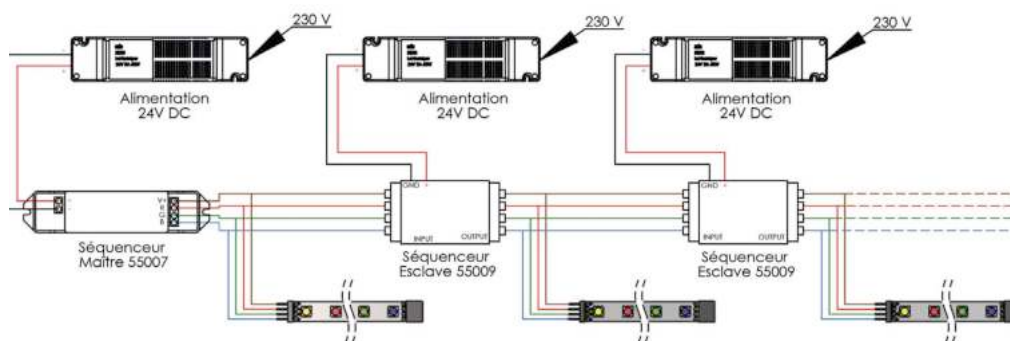 230 V
230 V
230 V
Alimentation
24V DC
Alimentation
24V DC
Alimentation
24V DC
GND
+
GND
+
V+
R
G
B
INPUT
OUTPUT
INPUT
OUTPUT
Séquenceur
Maître 55007
Séquenceur
Esclave 55009
Séquenceur
Esclave 55009